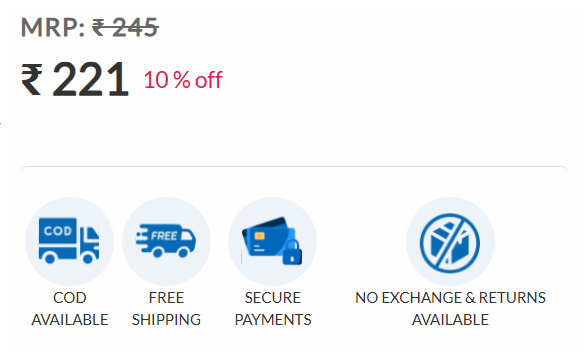 MRP: ₹ 245
₹ 221 10 % off
COD
FREE
COD
AVAILABLE
FREE
SHIPPING
SECURE
PAYMENTS
NO EXCHANGE & RETURNS
AVAILABLE